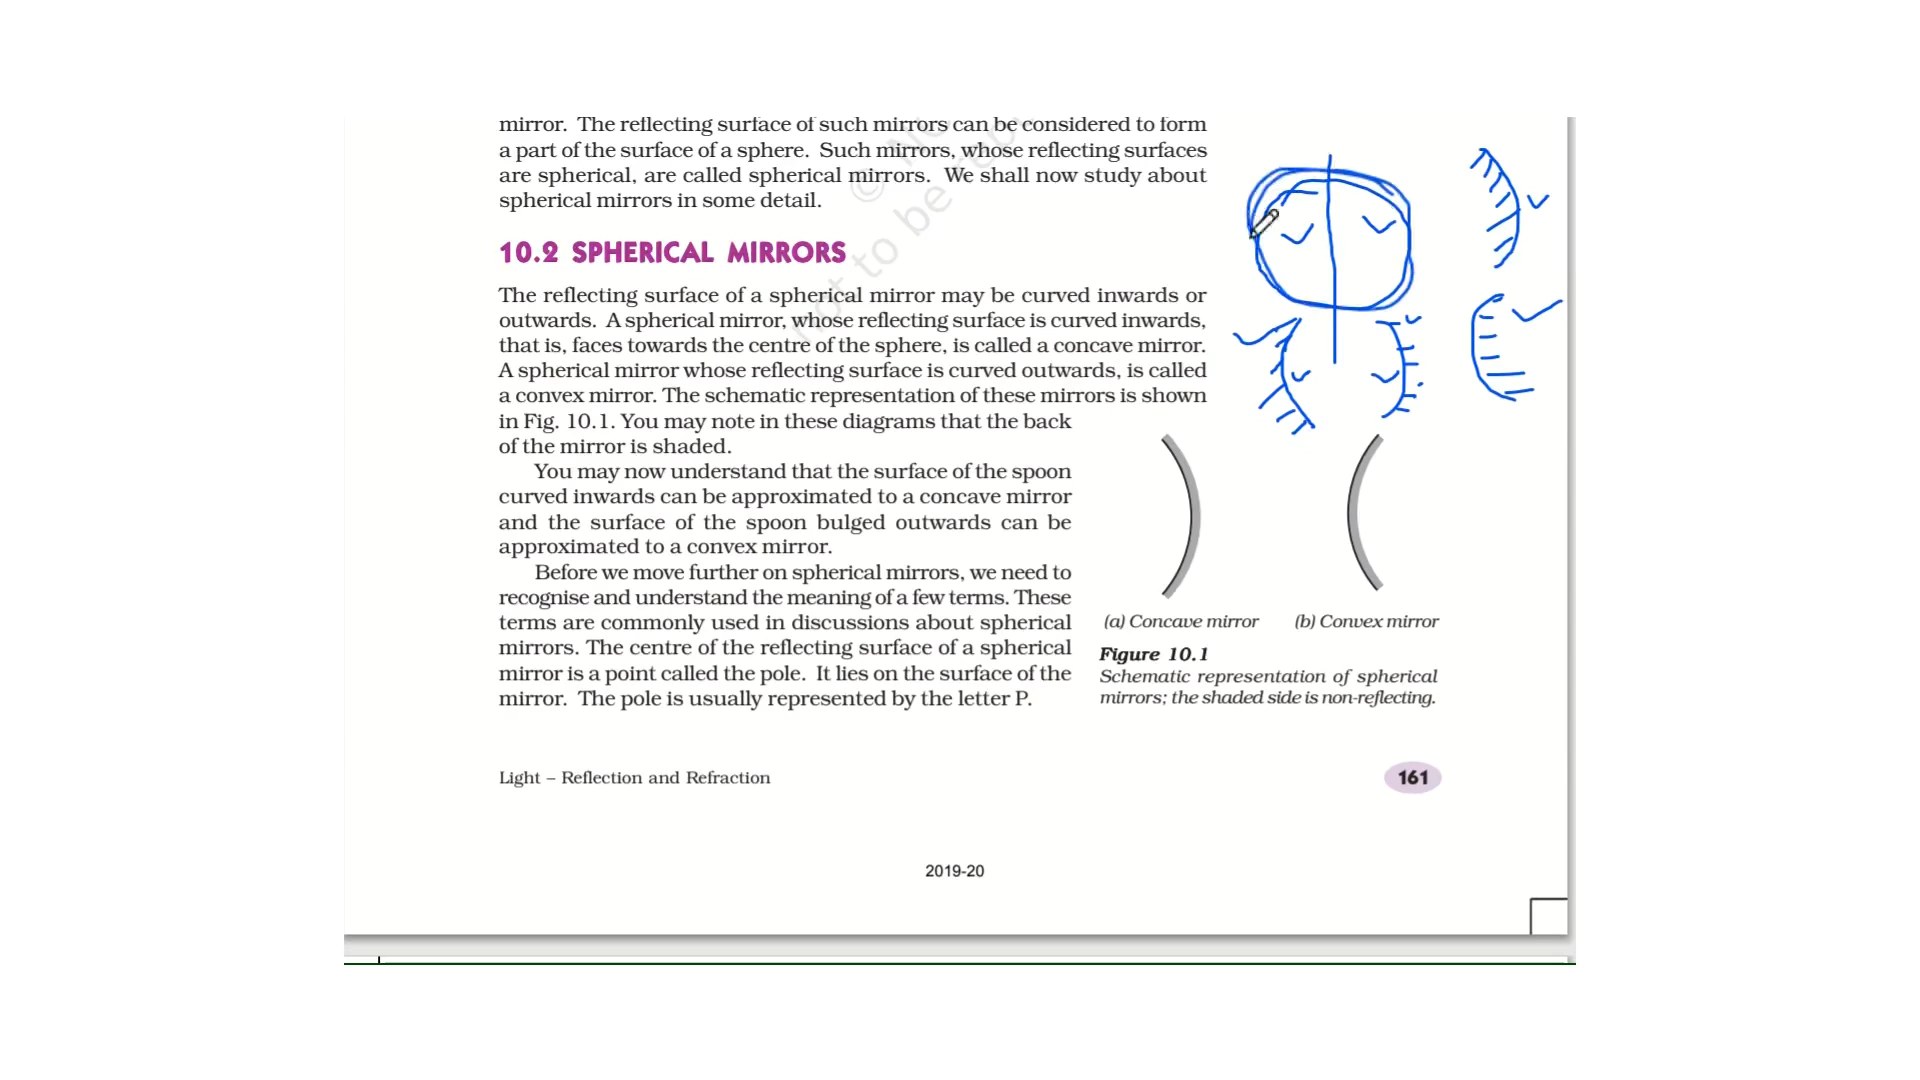 mirror. The reflecting surface of such mirrors can be considered to form
a part of the surface of a sphere. Such mirrors, whose reflecting surfaces
are spherical, are called spherical mirrors. We shall now study about
spherical mirrors in some detail.
10.2 SPHERICAL MIRRORS
The reflecting surface of a spherical mirror may be curved inwards or
outwards. A spherical mirror, whose reflecting surface is curved inwards,
that is, faces towards the centre of the sphere, is called a concave mirror.
A spherical mirror whose reflecting surface is curved outwards, is called
a convex mirror. The schematic representation of these mirrors is shown
in Fig. 10.1. You may note in these diagrams that the back
of the mirror is shaded.
You may now understand that the surface of the spoon
curved inwards can be approximated to a concave mirror
and the surface of the spoon bulged outwards can be
approximated to a convex mirror.
Before we move further on spherical mirrors, we need to
recognise and understand the meaning of a few terms. These
terms are commonly used in discussions about spherical
mirrors. The centre of the reflecting surface of a spherical
mirror is a point called the pole. It lies on the surface of the
mirror. The pole is usually represented by the letter P.
(a) Concave mirror (b) Convex mirror
Figure 10.1
Schematic representation of spherical
mirrors; the shaded side is non-reflecting.
Light – Reflection and Refraction
161
2019-20
not to be